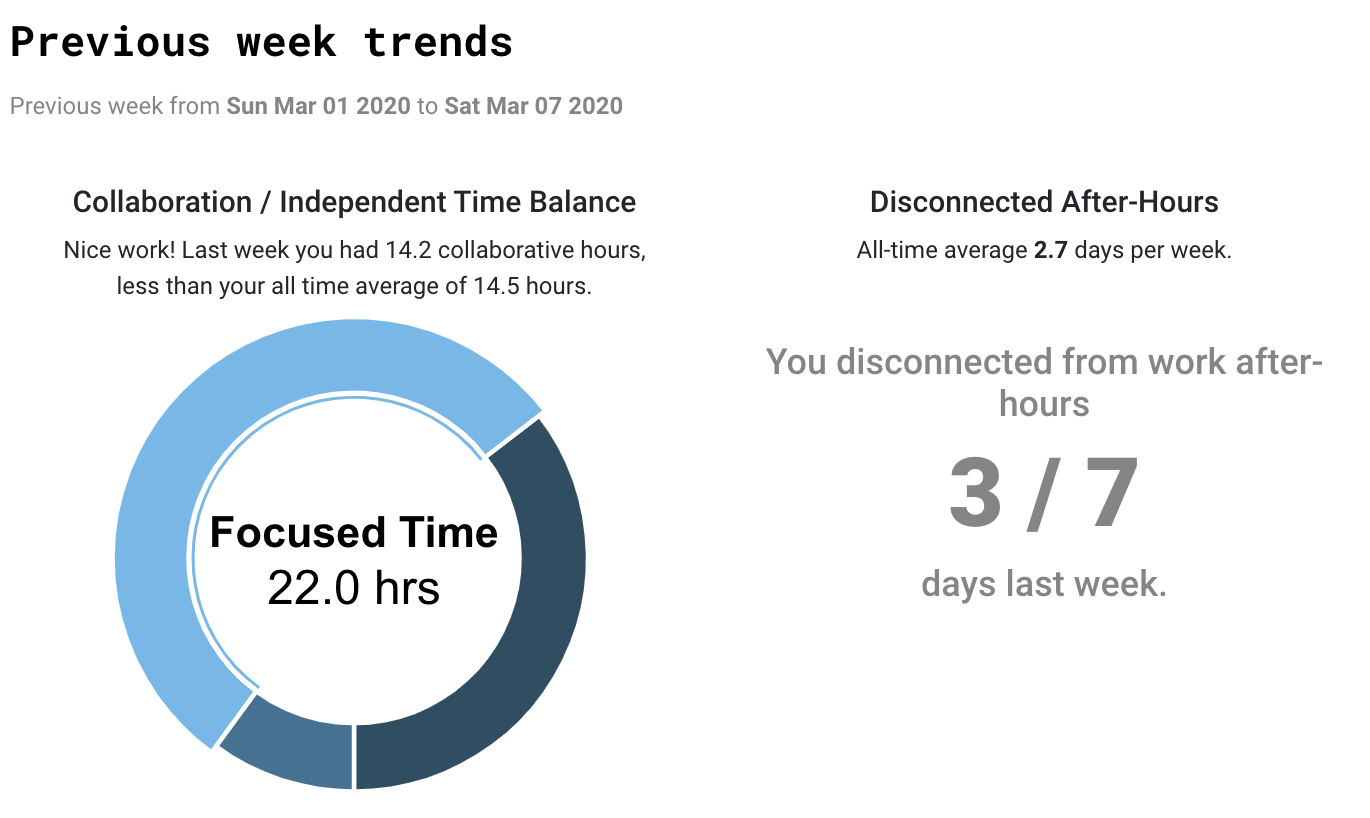 Previous week trends
Previous week from Sun Mar 01 2020 to Sat Mar 07 2020
Collaboration / Independent Time Balance
Nice work! Last week you had 14.2 collaborative hours,
less than your all time average of 14.5 hours.
Focused Time
22.0 hrs
Disconnected After-Hours
All-time average 2.7 days per week.
You disconnected from work after-
hours
3 / 7
days last week.